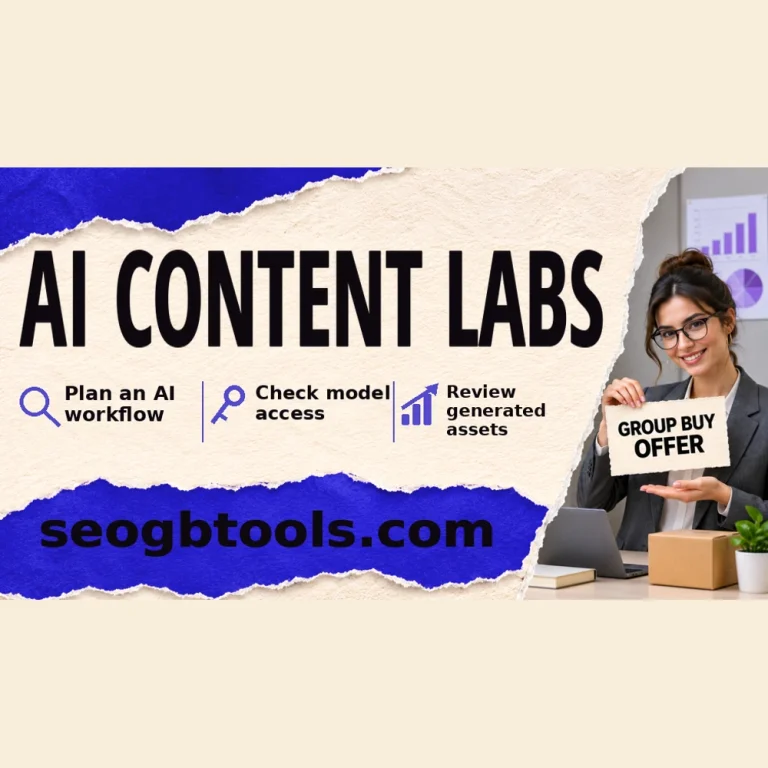 AI CONTENT LABS
Plan an AI
workflow
Check model
access
Review
generated
assets
GROUP BUY
OFFER
seogbtools.com